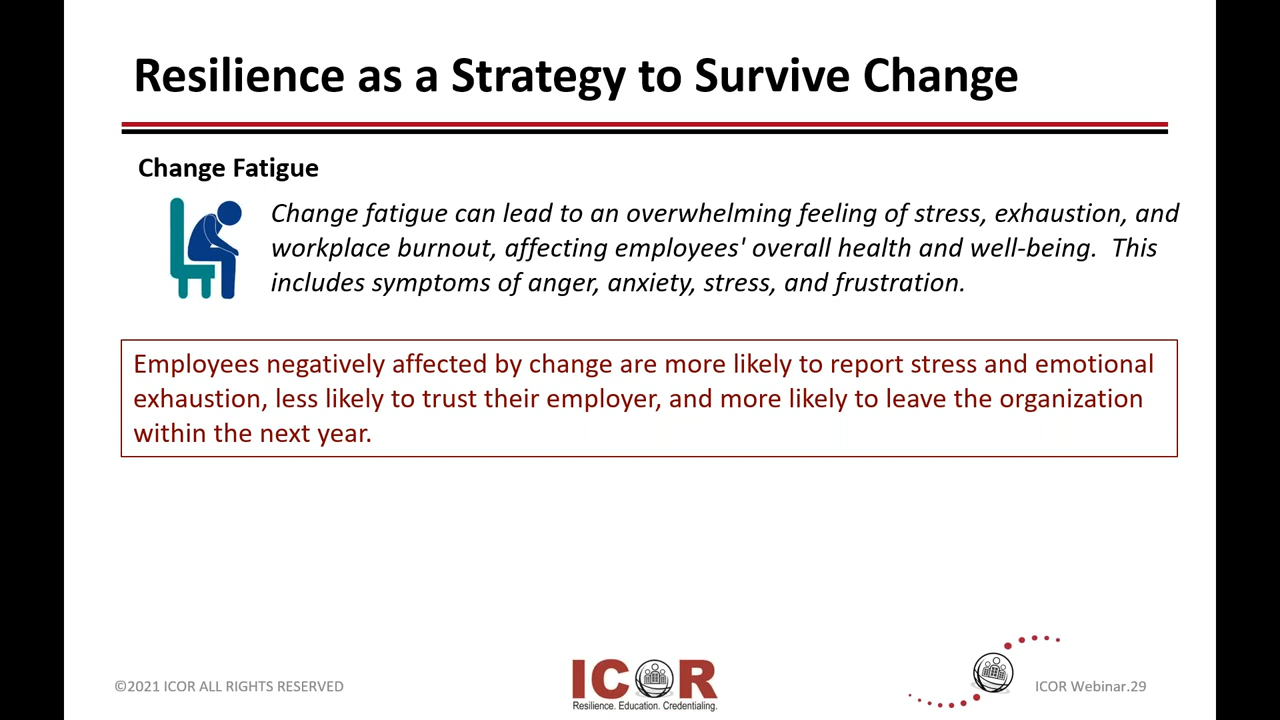 Resilience as a Strategy to Survive Change
Change Fatigue
Change fatigue can lead to an overwhelming feeling of stress, exhaustion, and
workplace burnout, affecting employees' overall health and well-being.  This
includes symptoms of anger, anxiety, stress, and frustration.
Employees negatively affected by change are more likely to report stress and emotional
exhaustion, less likely to trust their employer, and more likely to leave the organization
within the next year.
©2021 ICOR ALL RIGHTS RESERVED
ICOR
Resilience. Education. Credentialing.
ICOR Webinar.29